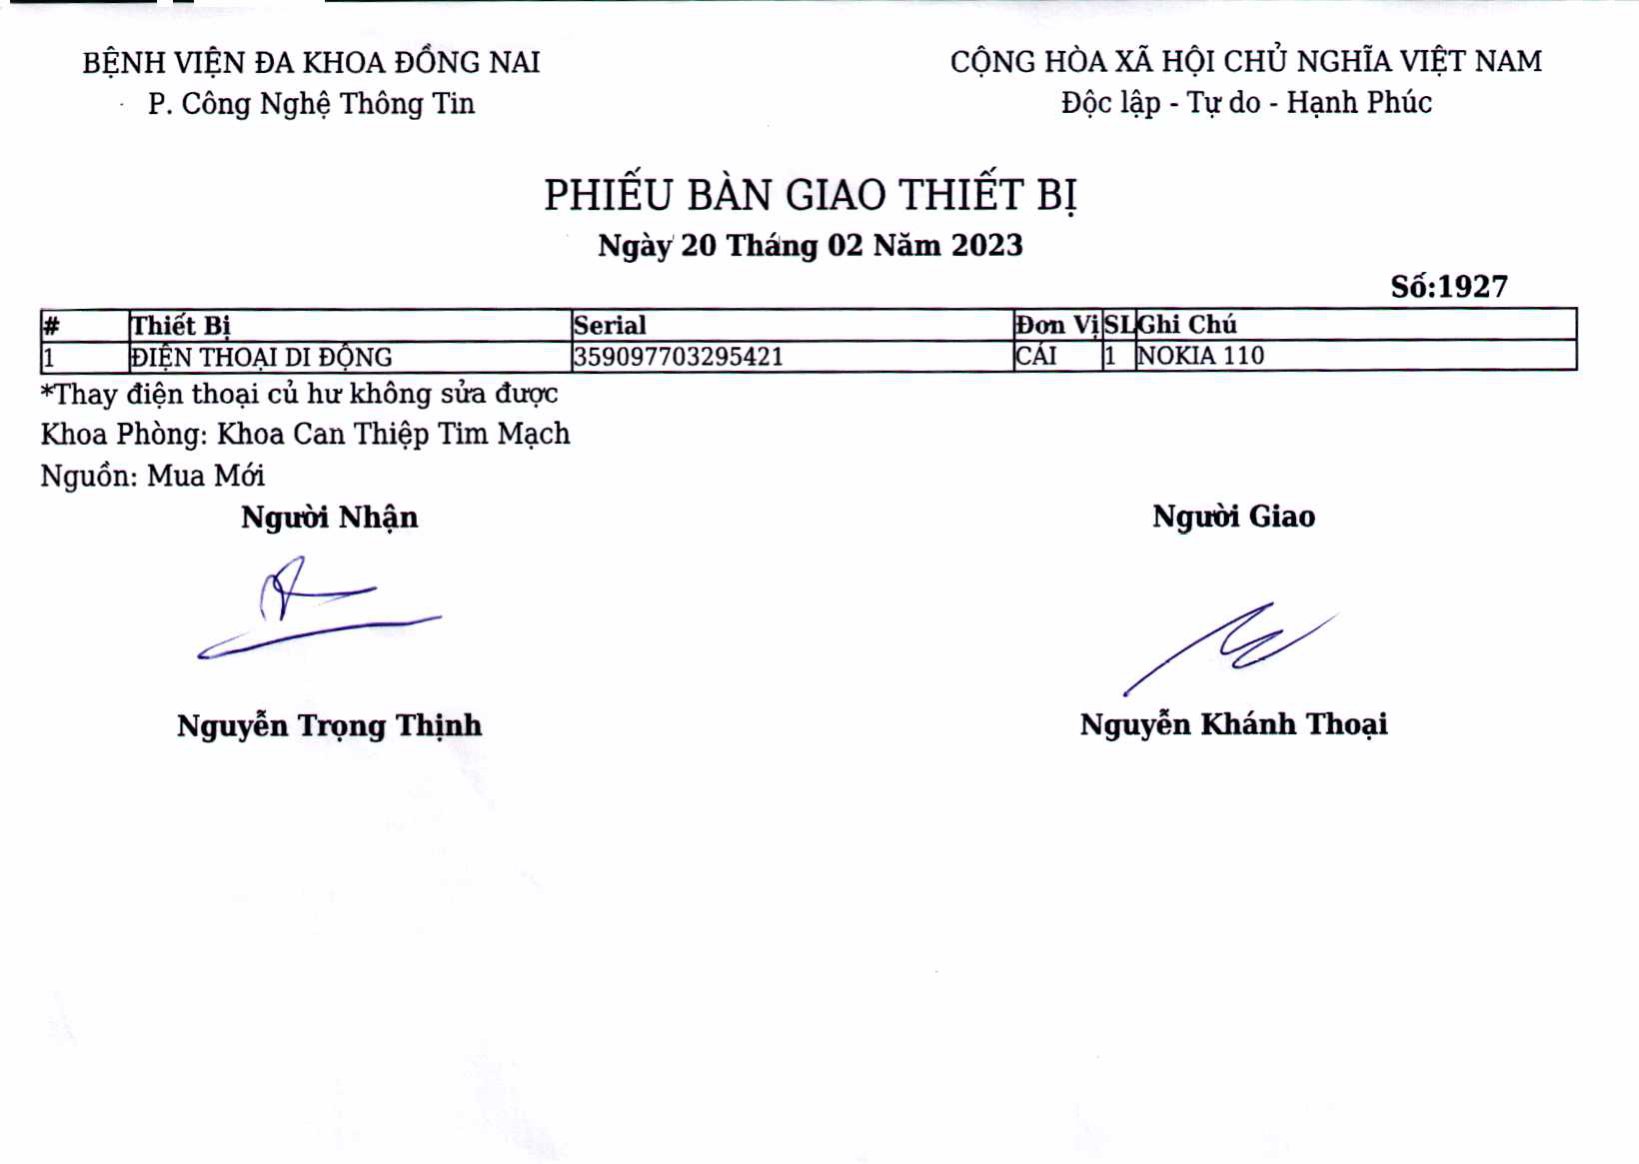 BỆNH VIỆN ĐA KHOA ĐỒNG NAI
P. Công Nghệ Thông Tin
CỘNG HÒA XÃ HỘI CHỦ NGHĨA VIỆT NAM
Độc lập - Tự do - Hạnh Phúc
PHIẾU BÀN GIAO THIẾT BỊ
Ngày 20 Tháng 02 Năm 2023
Số:1927
# Thiết Bị Serial Đơn Vị SL Ghi Chú
1 ĐIỆN THOẠI DI ĐỘNG 359097703295421 CÁI 1 NOKIA 110
*Thay điện thoại củ hư không sửa được
Khoa Phòng: Khoa Can Thiệp Tim Mạch
Nguồn: Mua Mới
Người Nhận Người Giao
Nguyễn Trọng Thịnh Nguyễn Khánh Thoại